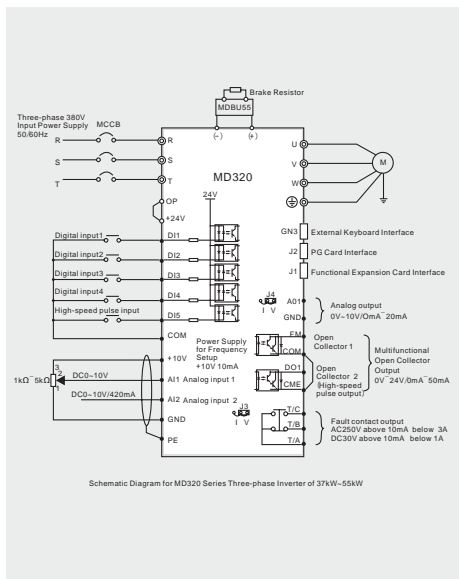 Brake Resistor
MDBU55
Three-phase 380V
Input Power Supply
50/60Hz
MCCB
(−) (+)
R R
S S
T T
MD320
U
V
W
M
24V
OP
+24V
GN3 External Keyboard Interface
J2 PG Card Interface
J1 Functional Expansion Card Interface
Digital input1 DI1
Digital input2 DI2
Digital input3 DI3
Digital input4 DI4
High-speed pulse input DI5
COM
J4
I V
A01
GND
Analog output
0V~10V/0mA~20mA
Power Supply
for Frequency
Setup
+10V 10mA
FM
COM
Open
Collector 1
DO1
CME
Open
Collector 2
(High-speed
pulse output)
Multifunctional
Open Collector
Output
0V~24V/0mA~50mA
+10V
1kΩ~5kΩ
3
2
1
DC0~10V
AI1 Analog input 1
DC0~10V/420mA
AI2 Analog input 2
GND
PE
J3
I V
T/C
T/B
T/A
Fault contact output
AC250V above 10mA below 3A
DC30V above 10mA below 1A
Schematic Diagram for MD320 Series Three-phase Inverter of 37kW~55kW